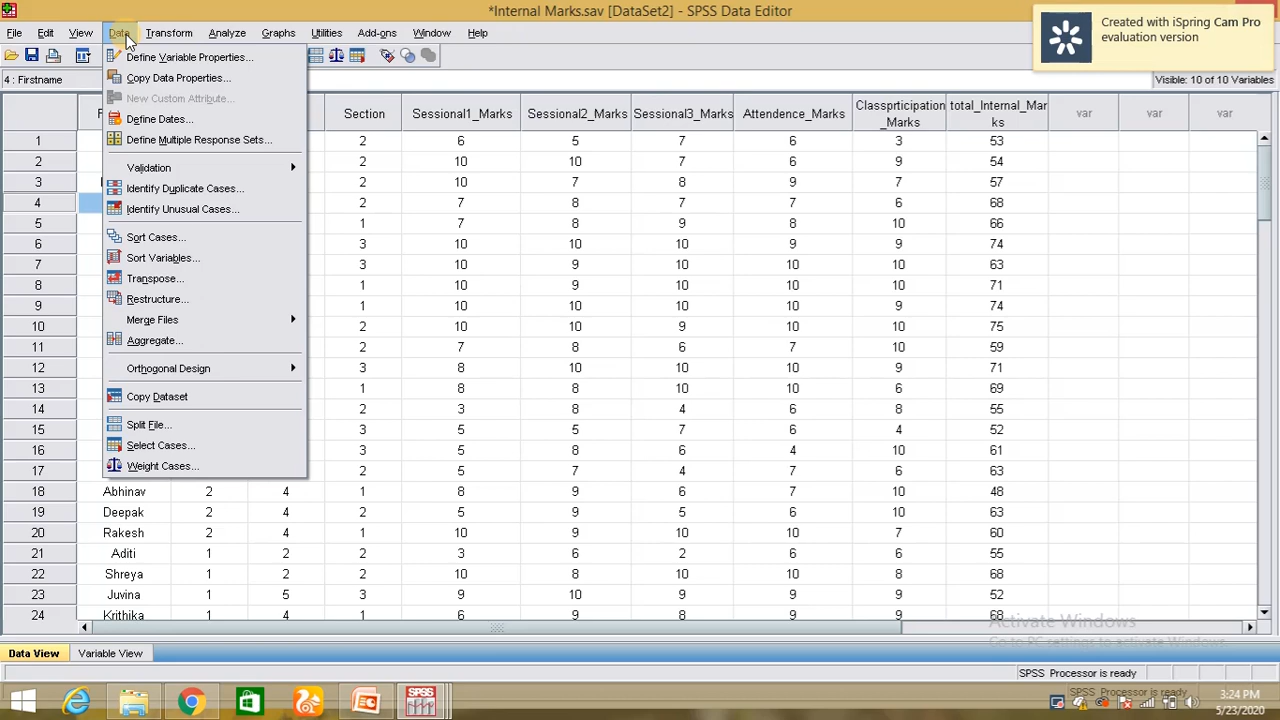 *Internal Marks.sav [DataSet2] - SPSS Data Editor
Created with iSpring Cam Pro
evaluation version
File Edit View Data Transform Analyze Graphs Utilities Add-ons Window Help
4 : Firstname
Visible: 10 of 10 Variables
Define Variable Properties...
Copy Data Properties...
New Custom Attribute...
Define Dates...
Define Multiple Response Sets...
Validation
Identify Duplicate Cases...
Identify Unusual Cases...
Sort Cases...
Sort Variables...
Transpose...
Restructure...
Merge Files
Aggregate...
Orthogonal Design
Copy Dataset
Split File...
Select Cases...
Weight Cases...
F Section Sessional1_Marks Sessional2_Marks Sessional3_Marks Attendence_Marks Classprticipation_Marks total_Internal_Marks var var var
1 2 6 5 7 6 3 53
2 2 10 10 7 6 9 54
3 2 10 7 8 9 7 57
4 2 7 8 7 7 6 68
5 1 7 8 9 8 10 66
6 3 10 10 10 9 9 74
7 3 10 9 10 10 10 63
8 1 10 9 10 10 10 71
9 1 10 10 10 10 9 74
10 2 10 10 9 10 10 75
11 2 7 8 6 7 10 59
12 3 8 10 10 10 9 71
13 1 8 8 10 10 6 69
14 2 3 8 4 6 8 55
15 3 5 5 7 6 4 52
16 3 5 8 6 4 10 61
17 2 5 7 4 7 6 63
18 Abhinav 2 4 1 8 9 6 7 10 48
19 Deepak 2 4 2 8 9 5 6 10 63
20 Rakesh 2 4 1 10 9 10 10 7 60
21 Aditi 1 2 2 3 6 2 6 6 55
22 Shreya 1 2 2 10 8 10 10 8 68
23 Juvina 1 5 3 9 10 9 9 9 52
24 Krithika 1 4 1 6 9 8 9 9 68
Activate Windows
Go to PC settings to activate Windows.
Data View Variable View
SPSS Processor is ready
SPSS Processor is ready
SPSS
3:24 PM
5/23/2020